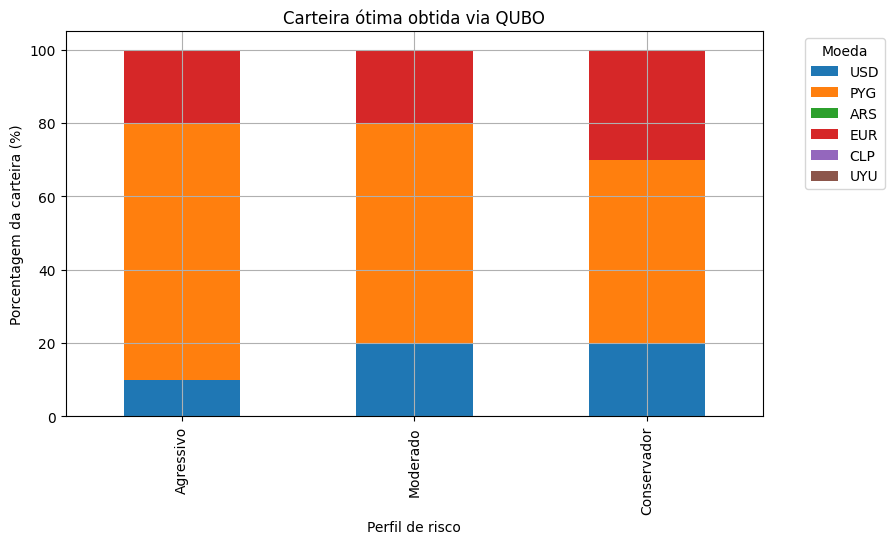 Carteira ótima obtida via QUBO
Porcentagem da carteira (%)
100
80
60
40
20
0
Agressivo
Moderado
Conservador
Perfil de risco
Moeda
USD
PYG
ARS
EUR
CLP
UYU